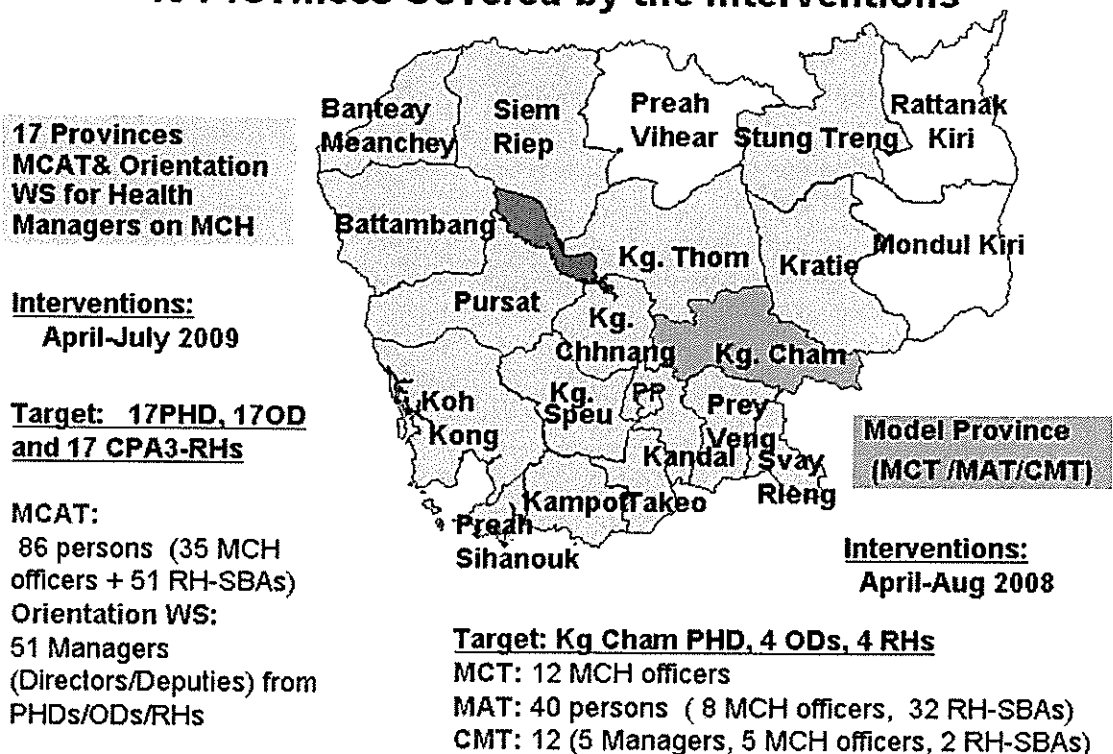 Provinces Covered by the Interventions
17 Provinces
MCAT& Orientation
WS for Health
Managers on MCH
Interventions:
April-July 2009
Target: 17PHD, 17OD
and 17 CPA3-RHs
MCAT:
86 persons (35 MCH
officers + 51 RH-SBAs)
Orientation WS:
51 Managers
(Directors/Deputies) from
PHDs/ODs/RHs
Banteay
Meanchey
Siem
Riep
Preah
Vihear
Stung Treng
Rattanak
Kiri
Battambang
Kg. Thom
Kratie
Mondul Kiri
Pursat
Kg.
Chhnang
Kg. Cham
Koh
Kong
Kg.
Speu
PP
Prey
Veng
Kandal
Svay
Rieng
Kampot
Takeo
Preah
Sihanouk
Model Province
(MCT /MAT/CMT)
Interventions:
April-Aug 2008
Target: Kg Cham PHD, 4 ODs, 4 RHs
MCT: 12 MCH officers
MAT: 40 persons ( 8 MCH officers, 32 RH-SBAs)
CMT: 12 (5 Managers, 5 MCH officers, 2 RH-SBAs)